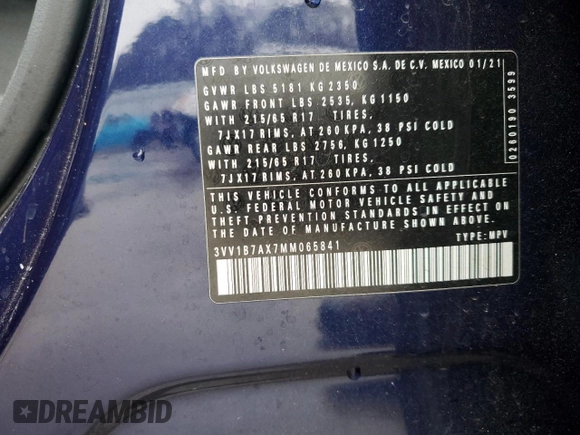 MFD BY VOLKSWAGEN DE MEXICO S.A. DE C.V. MEXICO 01/21
GVWR LBS 5181 KG 2350
GAWR FRONT LBS 2535, KG 1150
WITH 215/65 R17 TIRES,
7JX17 RIMS, AT 260 KPA, 38 PSI COLD
GAWR REAR LBS 2756, KG 1250
WITH 215/65 R17 TIRES,
7JX17 RIMS, AT 260 KPA, 38 PSI COLD
THIS VEHICLE CONFORMS TO ALL APPLICABLE
U.S. FEDERAL MOTOR VEHICLE SAFETY AND
THEFT PREVENTION STANDARDS IN EFFECT ON
THE DATE OF MANUFACTURE SHOWN ABOVE.
3VV1B7AX7MM065841 TYPE: MPV
0260190 3599
DREAMBID